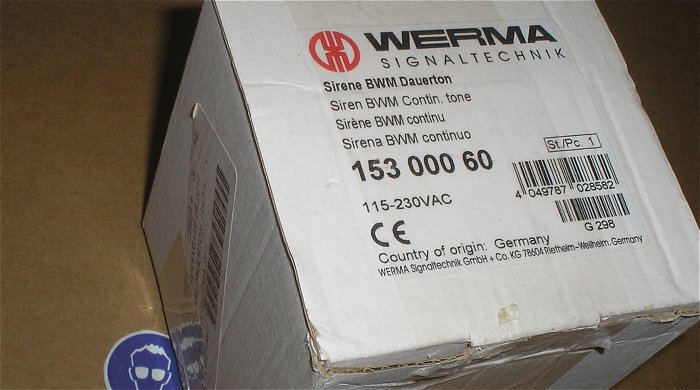 WERMA
SIGNALTECHNIK
Sirene BWM Dauerton
Siren BWM Contin. tone
Sirène BWM continu
Sirena BWM continuo
St./Pc. 1
153 000 60
4 049787 028582
115-230VAC
G 298
CE
Country of origin: Germany
WERMA Signaltechnik GmbH + Co. KG 78604 Rietheim-Weilheim, Germany